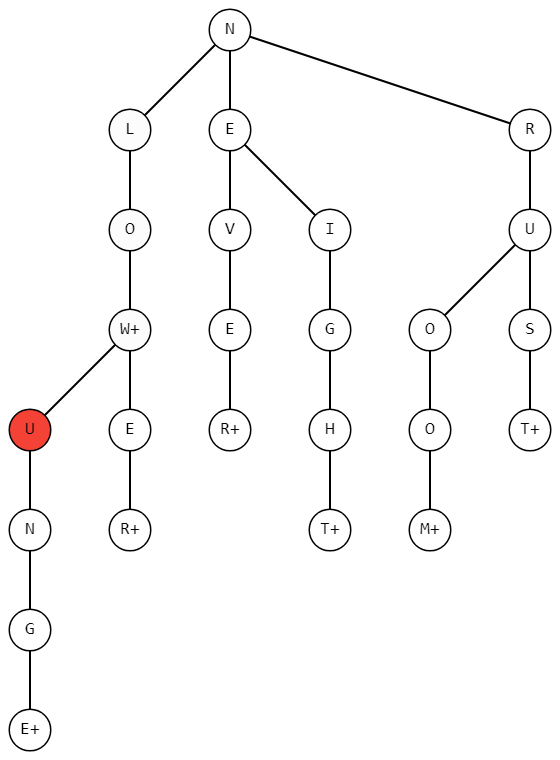 N
L E R
O V I U
W+ E G O S
U E R+ H O T+
N R+ T+ M+
G
E+